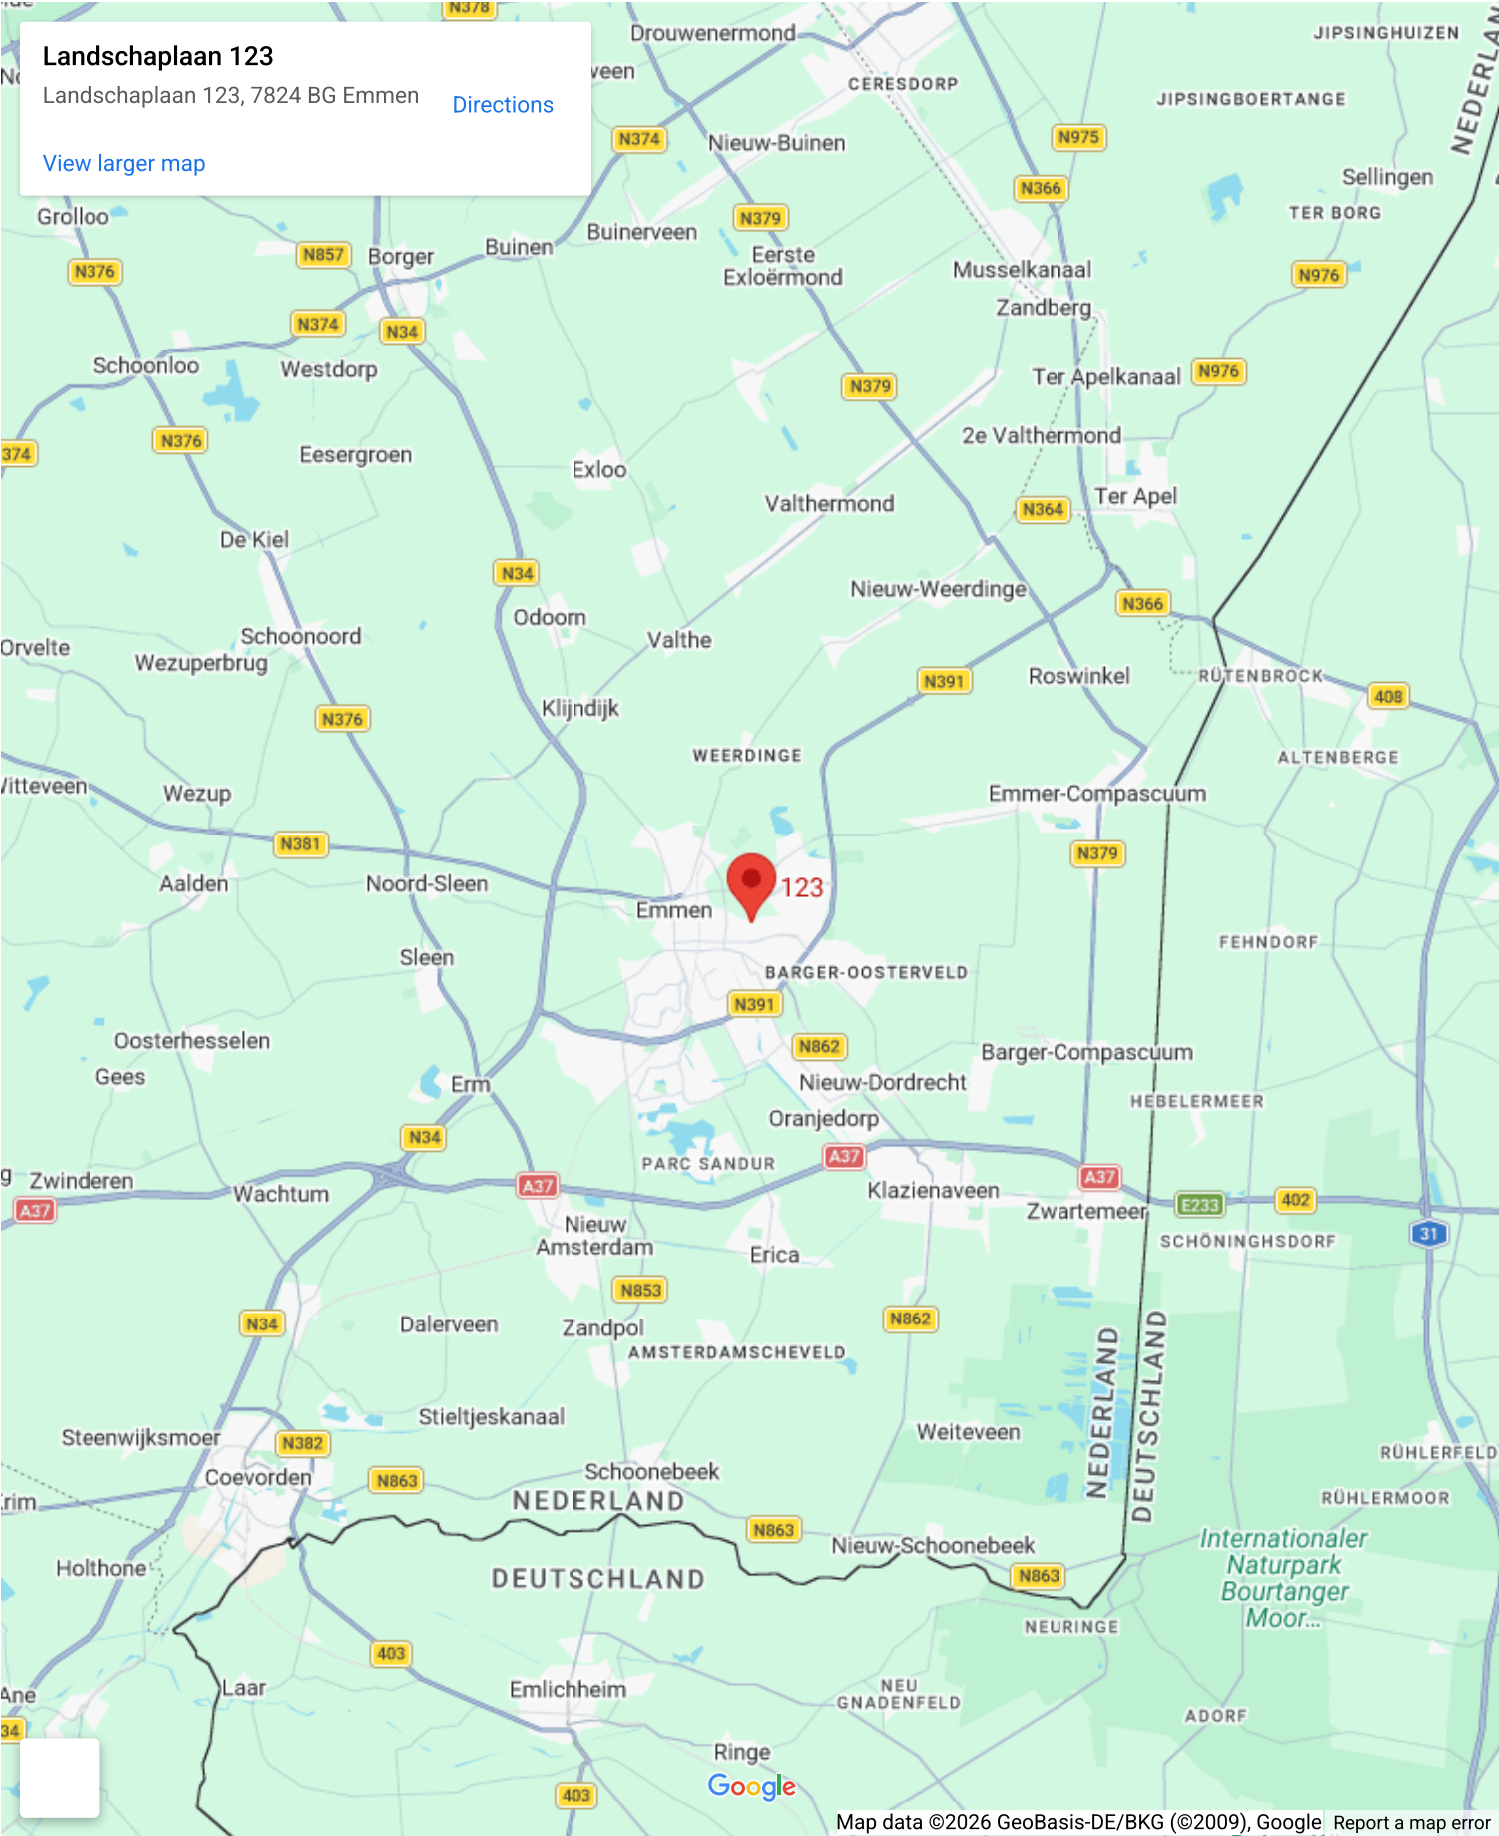 N378
Drouwenermond
JIPSINGHUIZEN
Landschaplaan 123
Landschaplaan 123, 7824 BG Emmen
Directions
View larger map
CERESDORP
JIPSINGBOERTANGE
N374
Nieuw-Buinen
N975
N366
Sellingen
TER BORG
Grolloo
N379
Buinerveen
Buinen
N857
Borger
Eerste
Exloërmond
N376
Musselkanaal
N976
Zandberg
N374
N34
Schoonloo
Westdorp
Ter Apelkanaal
N976
N379
2e Valthermond
N376
374
Eesergroen
Exloo
Valthermond
Ter Apel
N364
De Kiel
N34
Nieuw-Weerdinge
N366
Odoorn
Schoonoord
Valthe
Orvelte
Wezuperbrug
N391
Roswinkel
RÜTENBROCK
408
Klijndijk
N376
WEERDINGE
ALTENBERGE
Wezup
Emmer-Compascuum
N381
N379
Aalden
Noord-Sleen
123
Emmen
Sleen
FEHNDORF
BARGER-OOSTERVELD
N391
Oosterhesselen
N862
Barger-Compascuum
Gees
Erm
Nieuw-Dordrecht
HEBELERMEER
Oranjedorp
N34
A37
PARC SANDUR
Zwinderen
A37
Wachtum
A37
Klazienaveen
A37
Zwartemeer
E233
402
Nieuw
Amsterdam
Erica
SCHÖNINGHSDORF
31
N853
N34
Dalerveen
Zandpol
N862
AMSTERDAMSCHEVELD
NEDERLAND
DEUTSCHLAND
Stieltjeskanaal
Steenwijksmoer
N382
Weiteveen
RÜHLERFELD
Coevorden
N863
Schoonebeek
NEDERLAND
RÜHLERMOOR
N863
Nieuw-Schoonebeek
Internationaler
Naturpark
Bourtanger
Moor...
Holthone
DEUTSCHLAND
N863
NEURINGE
403
Laar
Emlichheim
Ane
NEU
GNADENFELD
ADORF
34
Ringe
Google
403
Map data ©2026 GeoBasis-DE/BKG (©2009), Google
Report a map error